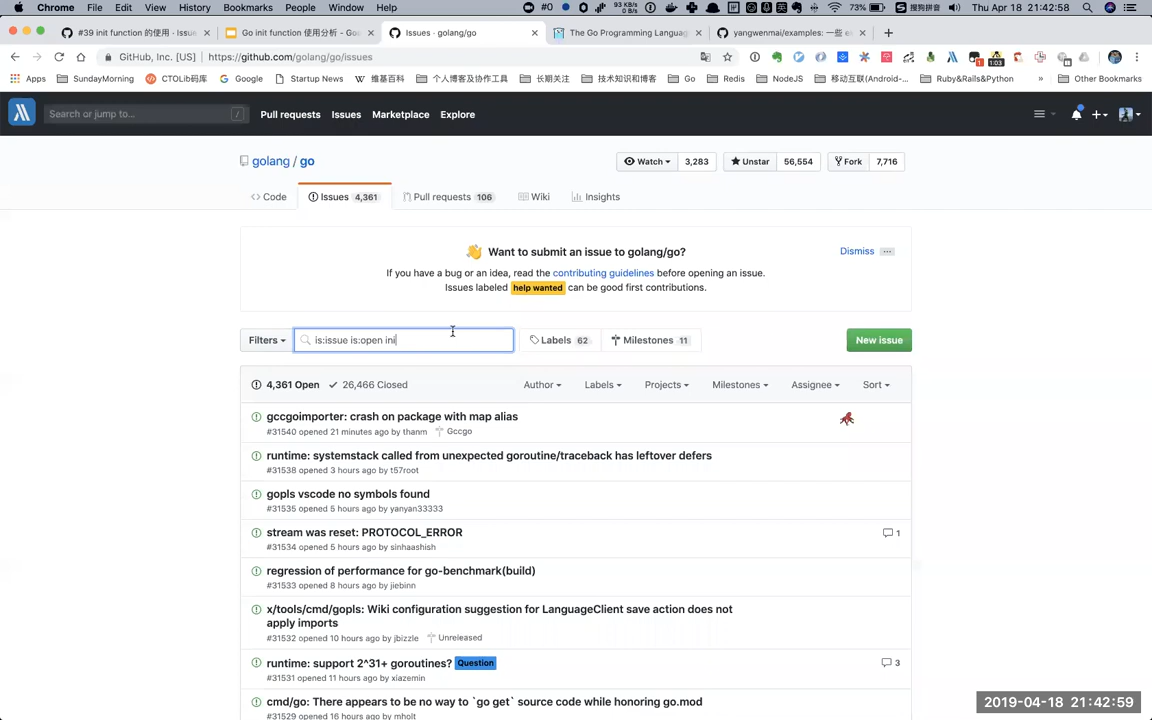 Chrome File Edit View History Bookmarks People Window Help #0 93 KB/s 0 B/s 73% 搜狗拼音 Thu Apr 18 21:42:58
#39 init function 的使用 · Issu Go init function 使用分析 - Goo Issues · golang/go The Go Programming Langua yangwenmai/examples: 一些 e
GitHub, Inc. [US] https://github.com/golang/go/issues
Apps SundayMorning CTOLib码库 Google Startup News 维基百科 个人博客及协作工具 长期关注 技术知识和博客 Go Redis NodeJS 移动互联(Android-... Ruby&Rails&Python » Other Bookmarks
Search or jump to... / Pull requests Issues Marketplace Explore
golang / go Watch 3,283 Unstar 56,554 Fork 7,716
Code Issues 4,361 Pull requests 106 Wiki Insights
Want to submit an issue to golang/go? Dismiss
If you have a bug or an idea, read the contributing guidelines before opening an issue.
Issues labeled help wanted can be good first contributions.
Filters is:issue is:open ini Labels 62 Milestones 11 New issue
4,361 Open 26,466 Closed Author Labels Projects Milestones Assignee Sort
gccgoimporter: crash on package with map alias
#31540 opened 21 minutes ago by thanm Gccgo
runtime: systemstack called from unexpected goroutine/traceback has leftover defers
#31538 opened 3 hours ago by t57root
gopls vscode no symbols found
#31535 opened 5 hours ago by yanyan33333
stream was reset: PROTOCOL_ERROR 1
#31534 opened 5 hours ago by sinhaashish
regression of performance for go-benchmark(build)
#31533 opened 8 hours ago by jiebinn
x/tools/cmd/gopls: Wiki configuration suggestion for LanguageClient save action does not
apply imports
#31532 opened 10 hours ago by jbizzle Unreleased
runtime: support 2^31+ goroutines? Question 3
#31531 opened 11 hours ago by xiazemin
cmd/go: There appears to be no way to `go get` source code while honoring go.mod
#31529 opened 16 hours ago by mholt
2019-04-18 21:42:59